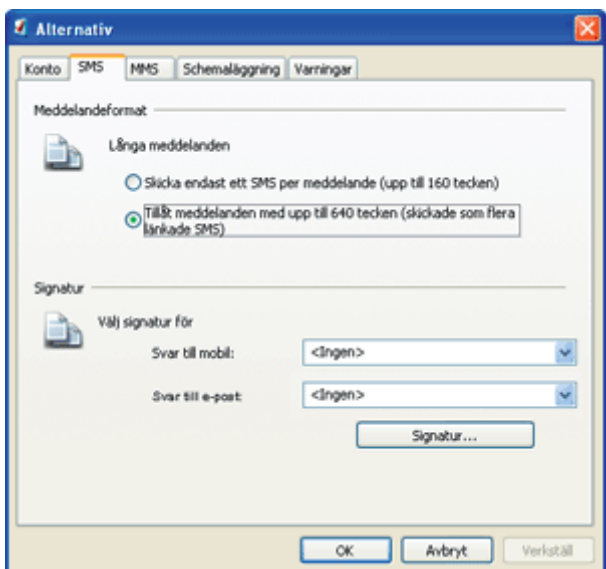 Alternativ
Konto SMS MMS Schemaläggning Varningar
Meddelandeformat
Långa meddelanden
Skicka endast ett SMS per meddelande (upp till 160 tecken)
Tillåt meddelanden med upp till 640 tecken (skickade som flera
länkade SMS)
Signatur
Välj signatur för
Svar till mobil: <Ingen>
Svar till e-post: <Ingen>
Signatur...
OK Avbryt Verkställ